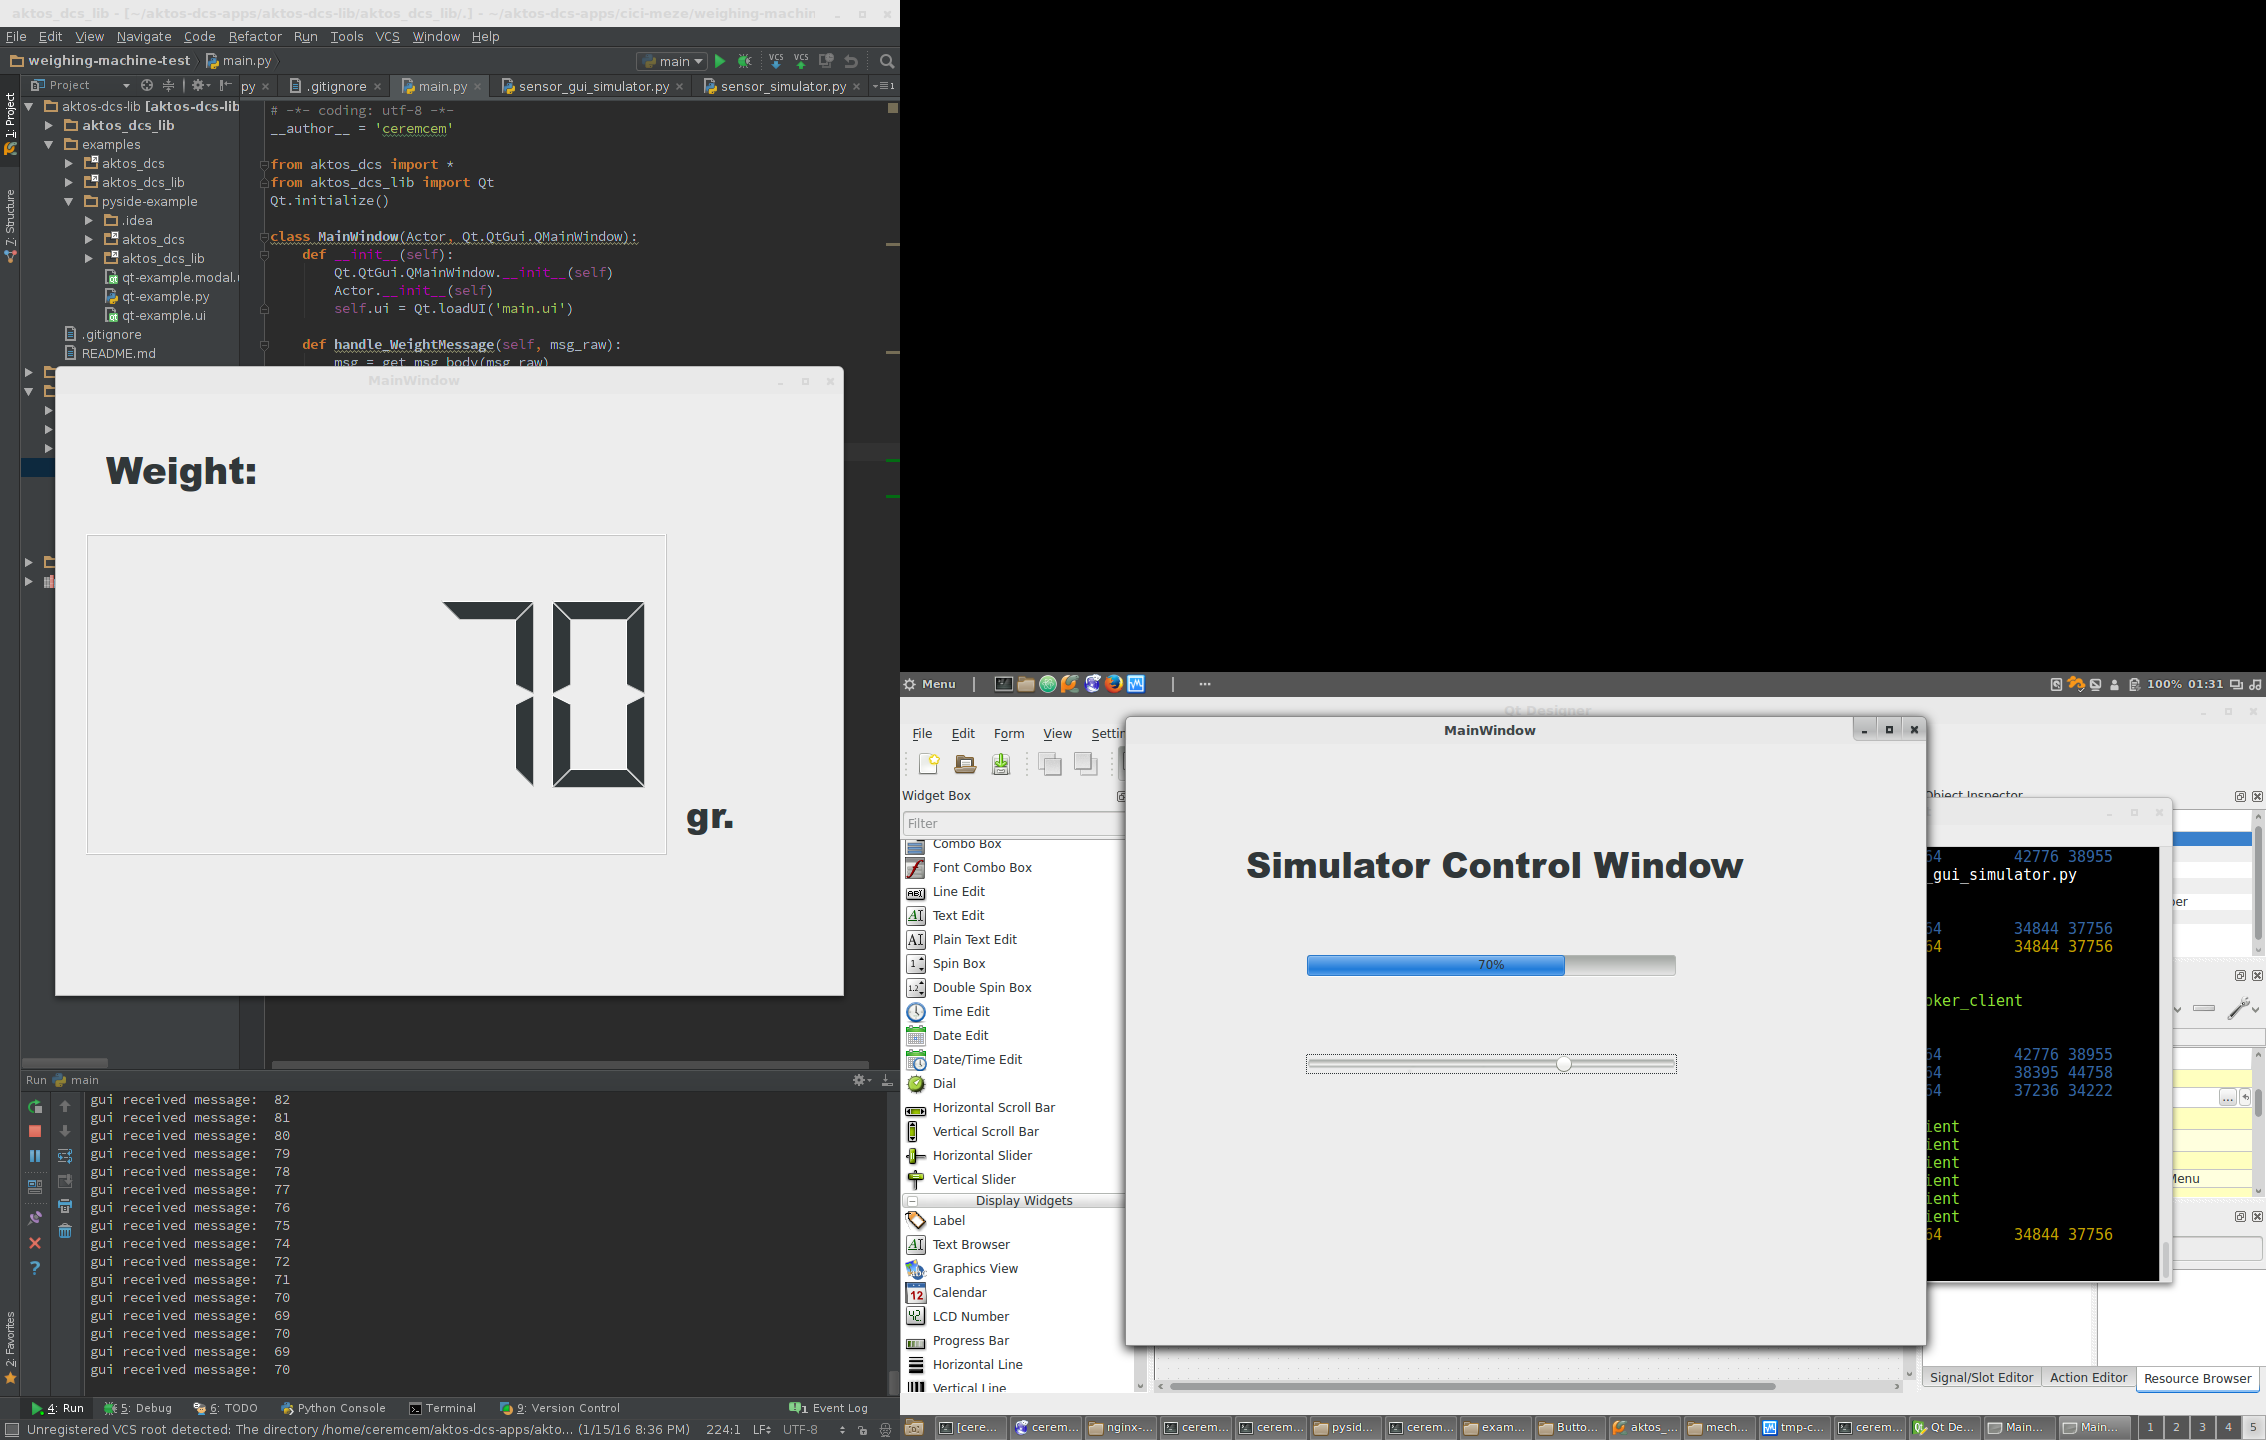 aktos_dcs_lib - [~/aktos-dcs-apps/aktos-dcs-lib/aktos_dcs_lib/.] - ~/aktos-dcs-apps/cici-meze/weighing-machin
File Edit View Navigate Code Refactor Run Tools VCS Window Help
weighing-machine-test main.py main VCS VCS
Project py .gitignore main.py sensor_gui_simulator.py sensor_simulator.py
1: Project
7: Structure
2: Favorites
aktos-dcs-lib [aktos-dcs-lib
aktos_dcs_lib
examples
aktos_dcs
aktos_dcs_lib
pyside-example
.idea
aktos_dcs
aktos_dcs_lib
qt-example.modal.
qt-example.py
qt-example.ui
.gitignore
README.md
# -*- coding: utf-8 -*-
__author__ = 'ceremcem'
from aktos_dcs import *
from aktos_dcs_lib import Qt
Qt.initialize()
class MainWindow(Actor, Qt.QtGui.QMainWindow):
def __init__(self):
Qt.QtGui.QMainWindow.__init__(self)
Actor.__init__(self)
self.ui = Qt.loadUI('main.ui')
def handle_WeightMessage(self, msg_raw):
msg = get_msg_body(msg_raw)
MainWindow
Weight:
70
gr.
Run main
gui received message: 82
gui received message: 81
gui received message: 80
gui received message: 79
gui received message: 78
gui received message: 77
gui received message: 76
gui received message: 75
gui received message: 74
gui received message: 72
gui received message: 71
gui received message: 70
gui received message: 69
gui received message: 70
gui received message: 69
gui received message: 70
4: Run 5: Debug 6: TODO Python Console Terminal 9: Version Control 1 Event Log
Unregistered VCS root detected: The directory /home/ceremcem/aktos-dcs-apps/akto... (1/15/16 8:36 PM) 224:1 LF UTF-8
Menu 100% 01:31
Qt Designer
File Edit Form View Settin
Widget Box
Filter
Combo Box
Font Combo Box
Line Edit
Text Edit
Plain Text Edit
Spin Box
Double Spin Box
Time Edit
Date Edit
Date/Time Edit
Dial
Horizontal Scroll Bar
Vertical Scroll Bar
Horizontal Slider
Vertical Slider
Display Widgets
Label
Text Browser
Graphics View
Calendar
LCD Number
Progress Bar
Horizontal Line
Vertical Line
MainWindow
Simulator Control Window
70%
Object Inspector
64 42776 38955
_gui_simulator.py
64 34844 37756
64 34844 37756
oker_client
64 42776 38955
64 38395 44758
64 37236 34222
ient
ient
ient
ient
ient
ient
64 34844 37756
Menu
Signal/Slot Editor Action Editor Resource Browser
[cere... cerem... nginx-... cerem... cerem... pysid... cerem... exam... Butto... aktos_... mech... tmp-c... cerem... Qt De... Main... Main... 1 2 3 4 5